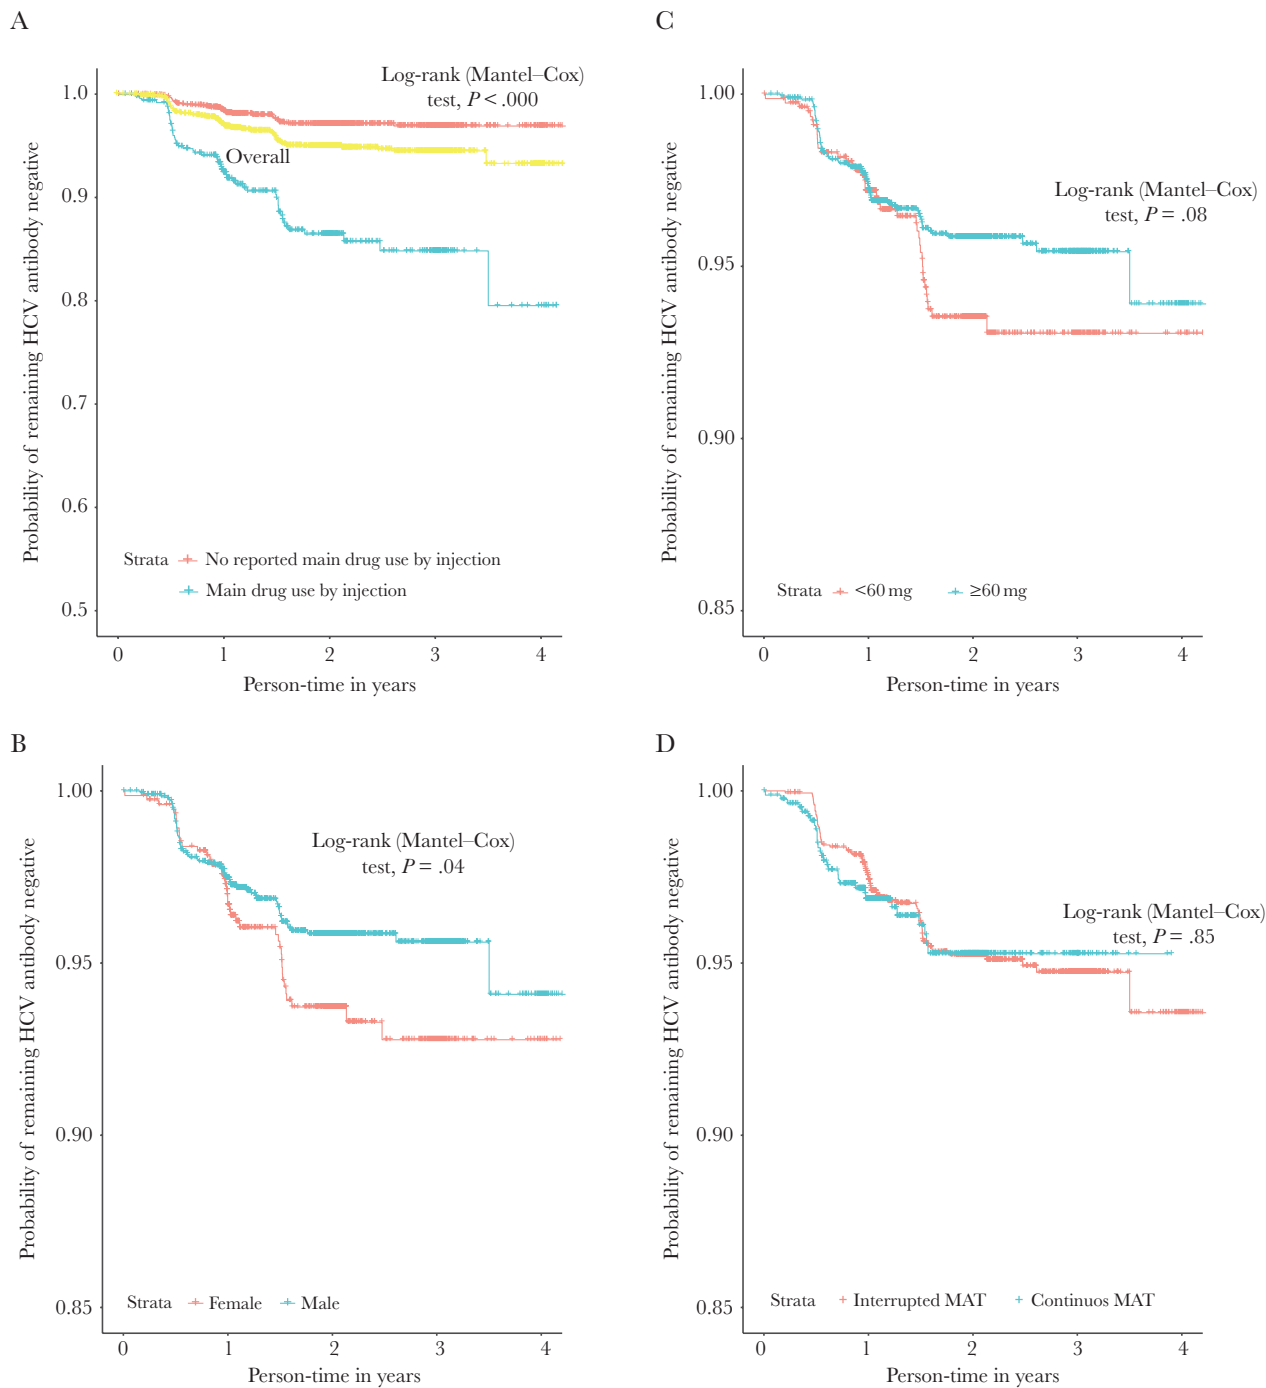 A
Log-rank (Mantel–Cox)
test, P < .000
Overall
Probability of remaining HCV antibody negative
1.0
0.9
0.8
0.7
0.6
0.5
Strata No reported main drug use by injection
Main drug use by injection
0 1 2 3 4
Person-time in years
C
Log-rank (Mantel–Cox)
test, P = .08
Probability of remaining HCV antibody negative
1.00
0.95
0.90
0.85
Strata <60 mg ≥60 mg
0 1 2 3 4
Person-time in years
B
Log-rank (Mantel–Cox)
test, P = .04
Probability of remaining HCV antibody negative
1.00
0.95
0.90
0.85
Strata Female Male
0 1 2 3 4
Person-time in years
D
Log-rank (Mantel–Cox)
test, P = .85
Probability of remaining HCV antibody negative
1.00
0.95
0.90
0.85
Strata Interrupted MAT Continuos MAT
0 1 2 3 4
Person-time in years